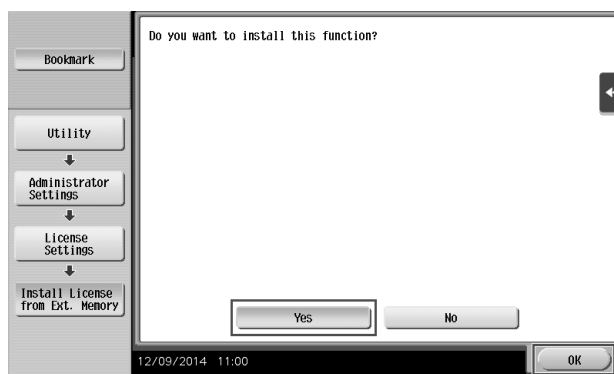 Do you want to install this function?
Bookmark
Utility
Administrator
Settings
License
Settings
Install License
from Ext. Memory
Yes
No
12/09/2014 11:00
OK